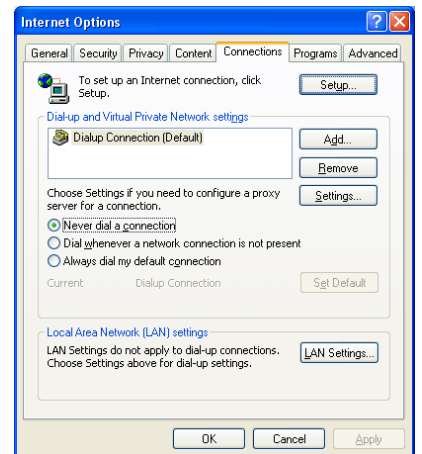 Internet Options
General Security Privacy Content Connections Programs Advanced
To set up an Internet connection, click
Setup.
Setup...
Dial-up and Virtual Private Network settings
Dialup Connection (Default)
Add...
Remove
Choose Settings if you need to configure a proxy
server for a connection.
Settings...
Never dial a connection
Dial whenever a network connection is not present
Always dial my default connection
Current Dialup Connection Set Default
Local Area Network (LAN) settings
LAN Settings do not apply to dial-up connections.
Choose Settings above for dial-up settings.
LAN Settings...
OK Cancel Apply